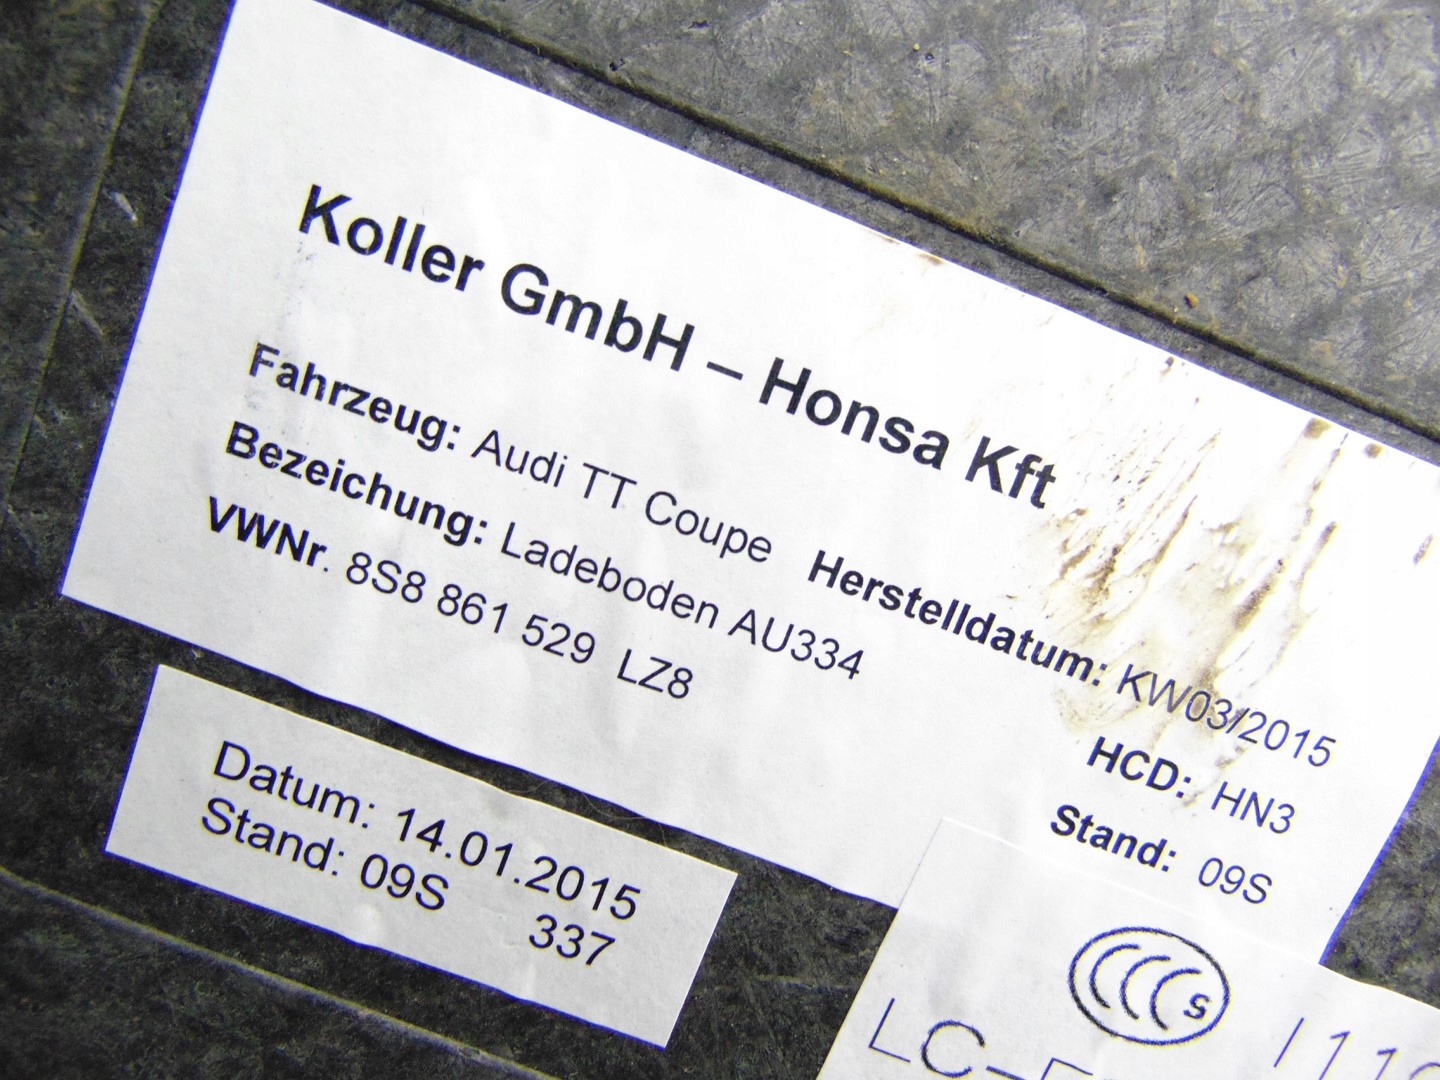 Koller GmbH – Honsa Kft
Fahrzeug: Audi TT Coupe Herstelldatum: KW03/2015
Bezeichung: Ladeboden AU334 HCD: HN3
VWNr. 8S8 861 529 LZ8 Stand: 09S
Datum: 14.01.2015
Stand: 09S 337
CCC S